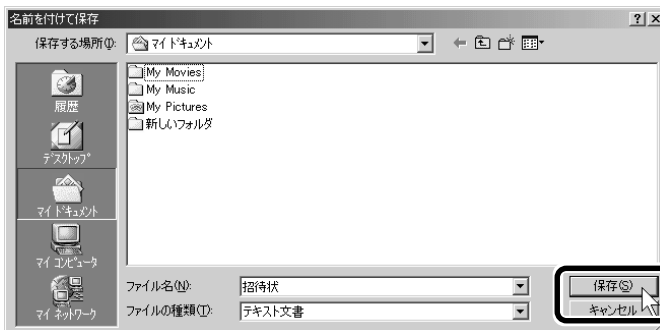 名前を付けて保存
保存する場所(I):
マイ ドキュメント
履歴
デスクトップ
マイ ドキュメント
マイ コンピュータ
マイ ネットワーク
My Movies
My Music
My Pictures
新しいフォルダ
ファイル名(N):
招待状
保存(S)
ファイルの種類(T):
テキスト文書
キャンセル